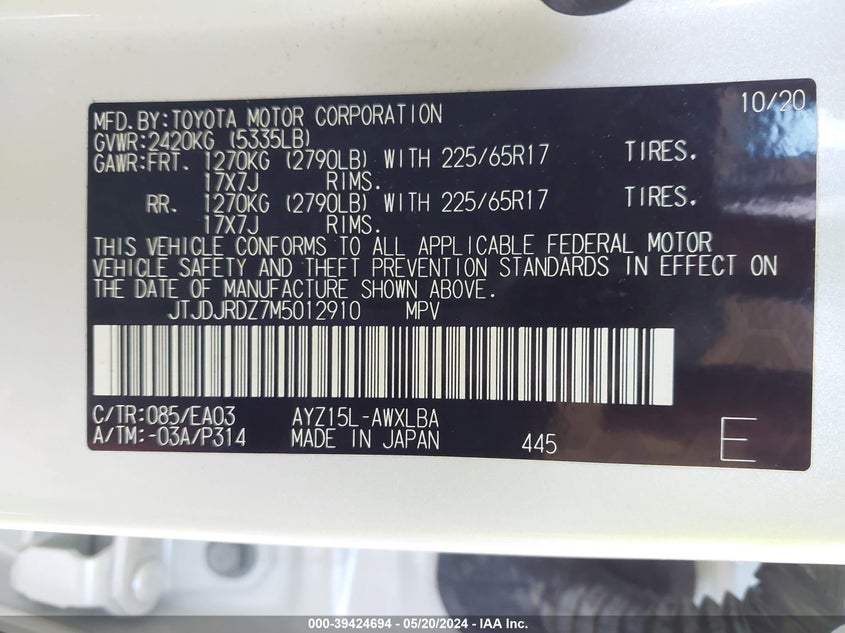 10/20
MFD.BY:TOYOTA MOTOR CORPORATION
GVWR:2420KG (5335LB)
GAWR:FRT. 1270KG (2790LB) WITH 225/65R17 TIRES.
17X7J RIMS.
RR. 1270KG (2790LB) WITH 225/65R17 TIRES.
17X7J RIMS.
THIS VEHICLE CONFORMS TO ALL APPLICABLE FEDERAL MOTOR
VEHICLE SAFETY AND THEFT PREVENTION STANDARDS IN EFFECT ON
THE DATE OF MANUFACTURE SHOWN ABOVE.
JTJDJRDZ7M5012910 MPV
C/TR:085/EA03 AYZ15L-AWXLBA
A/TM:-03A/P314 MADE IN JAPAN 445 E
000-39424694 - 05/20/2024 - IAA Inc.